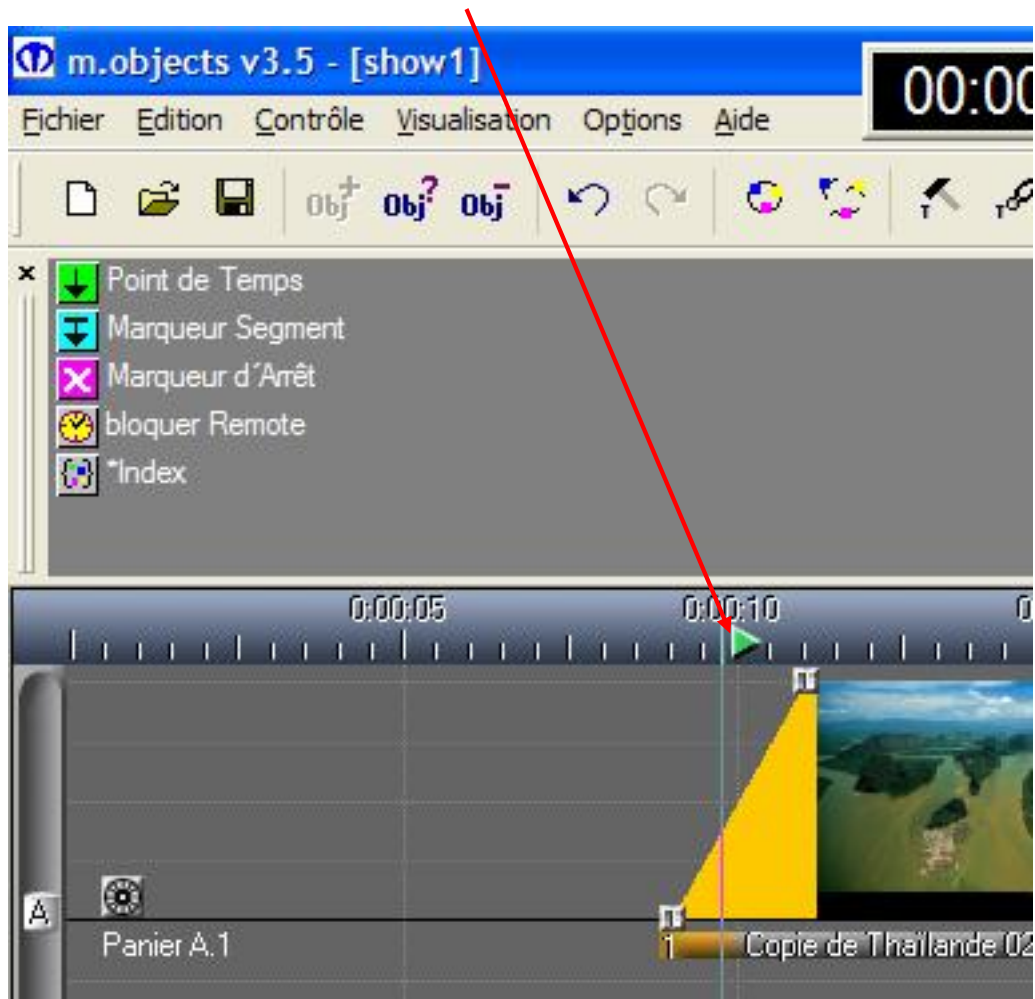 m.objects v3.5 - [show1]
00:00
Fichier Edition Contrôle Visualisation Options Aide
Obj+ Obj? Obj-
T T
x
Point de Temps
Marqueur Segment
Marqueur d´Arrêt
bloquer Remote
*Index
0:00:05 0:00:10 0
A
Panier A.1
1 Copie de Thaïlande 02